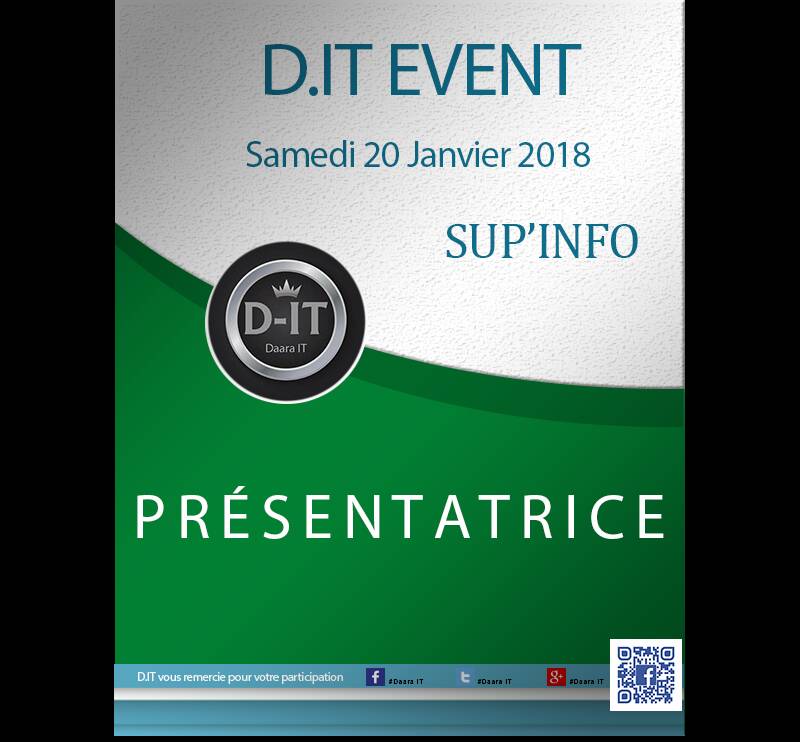 D.IT EVENT
Samedi 20 Janvier 2018
SUP'INFO
D-IT
Daara IT
PRÉSENTATRICE
D.IT vous remercie pour votre participation
#Daara IT
#Daara IT
#Daara IT